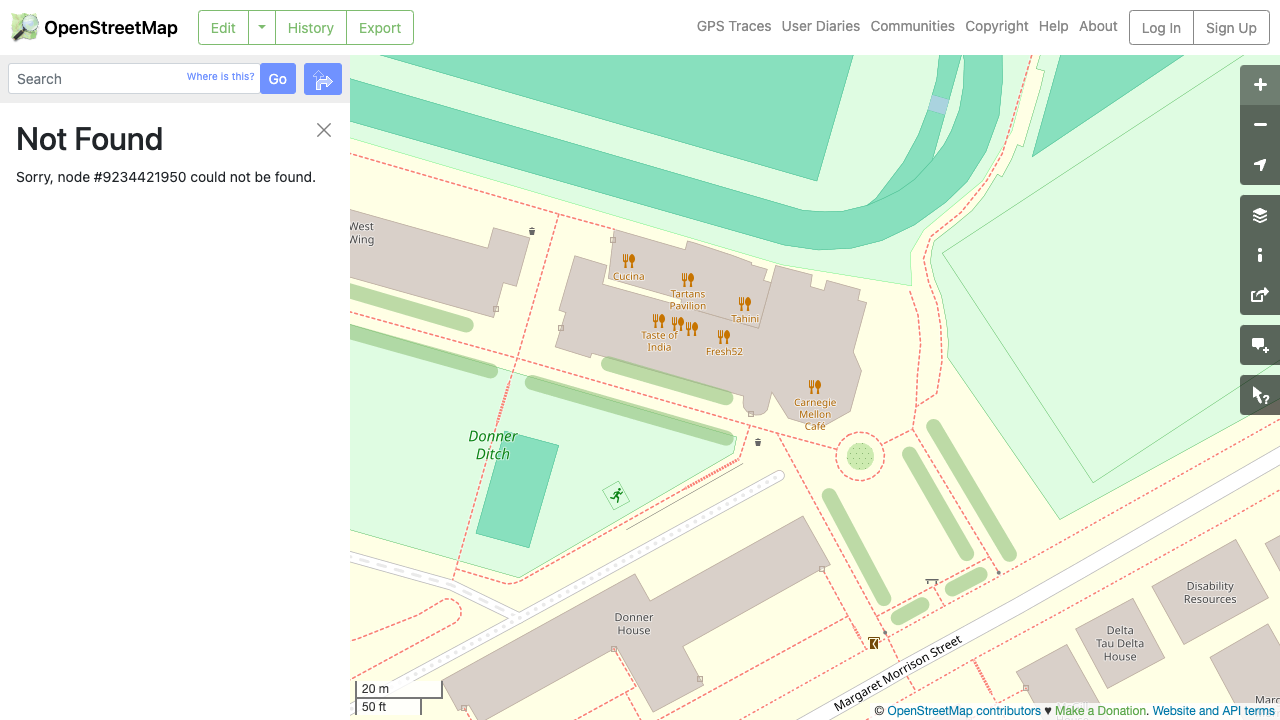 OpenStreetMap
Edit
History
Export
GPS Traces
User Diaries
Communities
Copyright
Help
About
Log In
Sign Up
Search
Where is this?
Go
Not Found
Sorry, node #9234421950 could not be found.
West
Wing
Cucina
Tartans
Pavilion
Tahini
Taste of
India
Fresh52
Carnegie
Mellon
Café
Donner
Ditch
Donner
House
Disability
Resources
Delta
Tau Delta
House
Margaret Morrison Street
20 m
50 ft
© OpenStreetMap contributors ♥ Make a Donation. Website and API terms